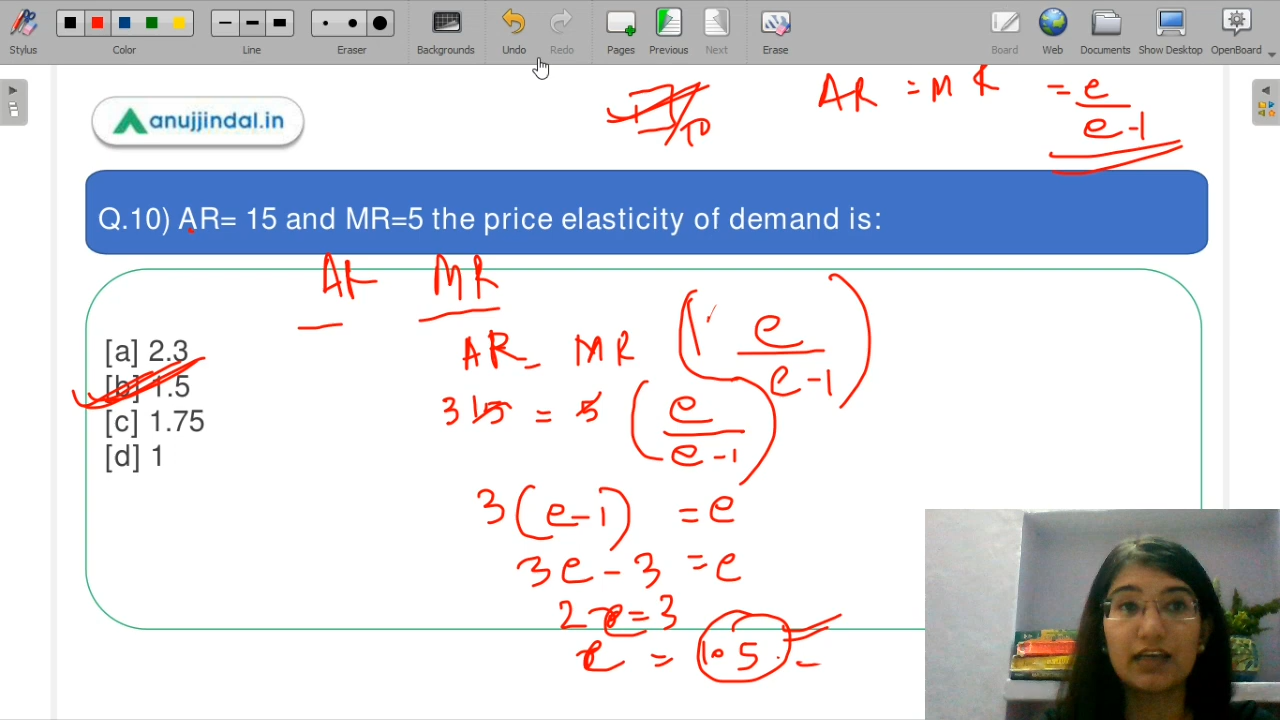 Stylus Color Line Eraser Backgrounds Undo Redo Pages Previous Next Erase Board Web Documents Show Desktop OpenBoard
AR = MR = e
e-1
anujjindal.in
Q.10) AR= 15 and MR=5 the price elasticity of demand is:
AR MR
[a] 2.3
[b] 1.5
[c] 1.75
[d] 1
AR = MR ( e
e-1 )
3 15 = 5 ( e
e-1 )
3(e-1) = e
3e - 3 = e
2e = 3
e = 1.5